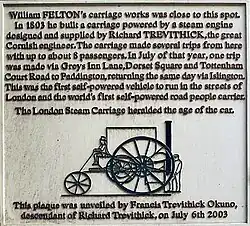 William FELTON's carriage works was close to this spot.
In 1803 he built a carriage powered by a steam engine
designed and supplied by Richard TREVITHICK, the great
Cornish engineer. The carriage made several trips from here
with up to about 8 passengers. In July of that year, one trip
was made via Greys Inn Lane, Dorset Square and Tottenham
Court Road to Paddington, returning the same day via Islington.
This was the first self-powered vehicle to run in the streets of
London and the world's first self-powered road people carrier.
The London Steam Carriage heralded the age of the car.
This plaque was unveiled by Francis Trevithick Okuno,
descendant of Richard Trevithick, on July 6th 2003